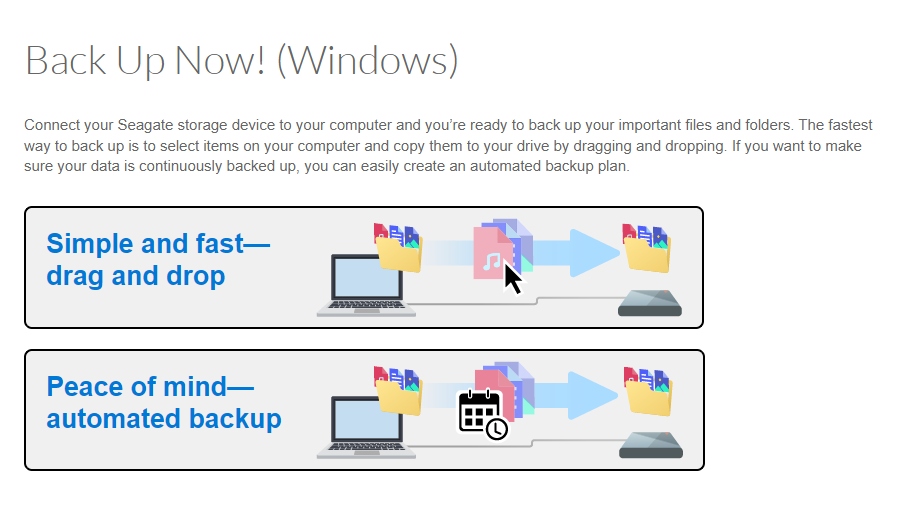 Back Up Now! (Windows)
Connect your Seagate storage device to your computer and you’re ready to back up your important files and folders. The fastest
way to back up is to select items on your computer and copy them to your drive by dragging and dropping. If you want to make
sure your data is continuously backed up, you can easily create an automated backup plan.
Simple and fast—
drag and drop
Peace of mind—
automated backup